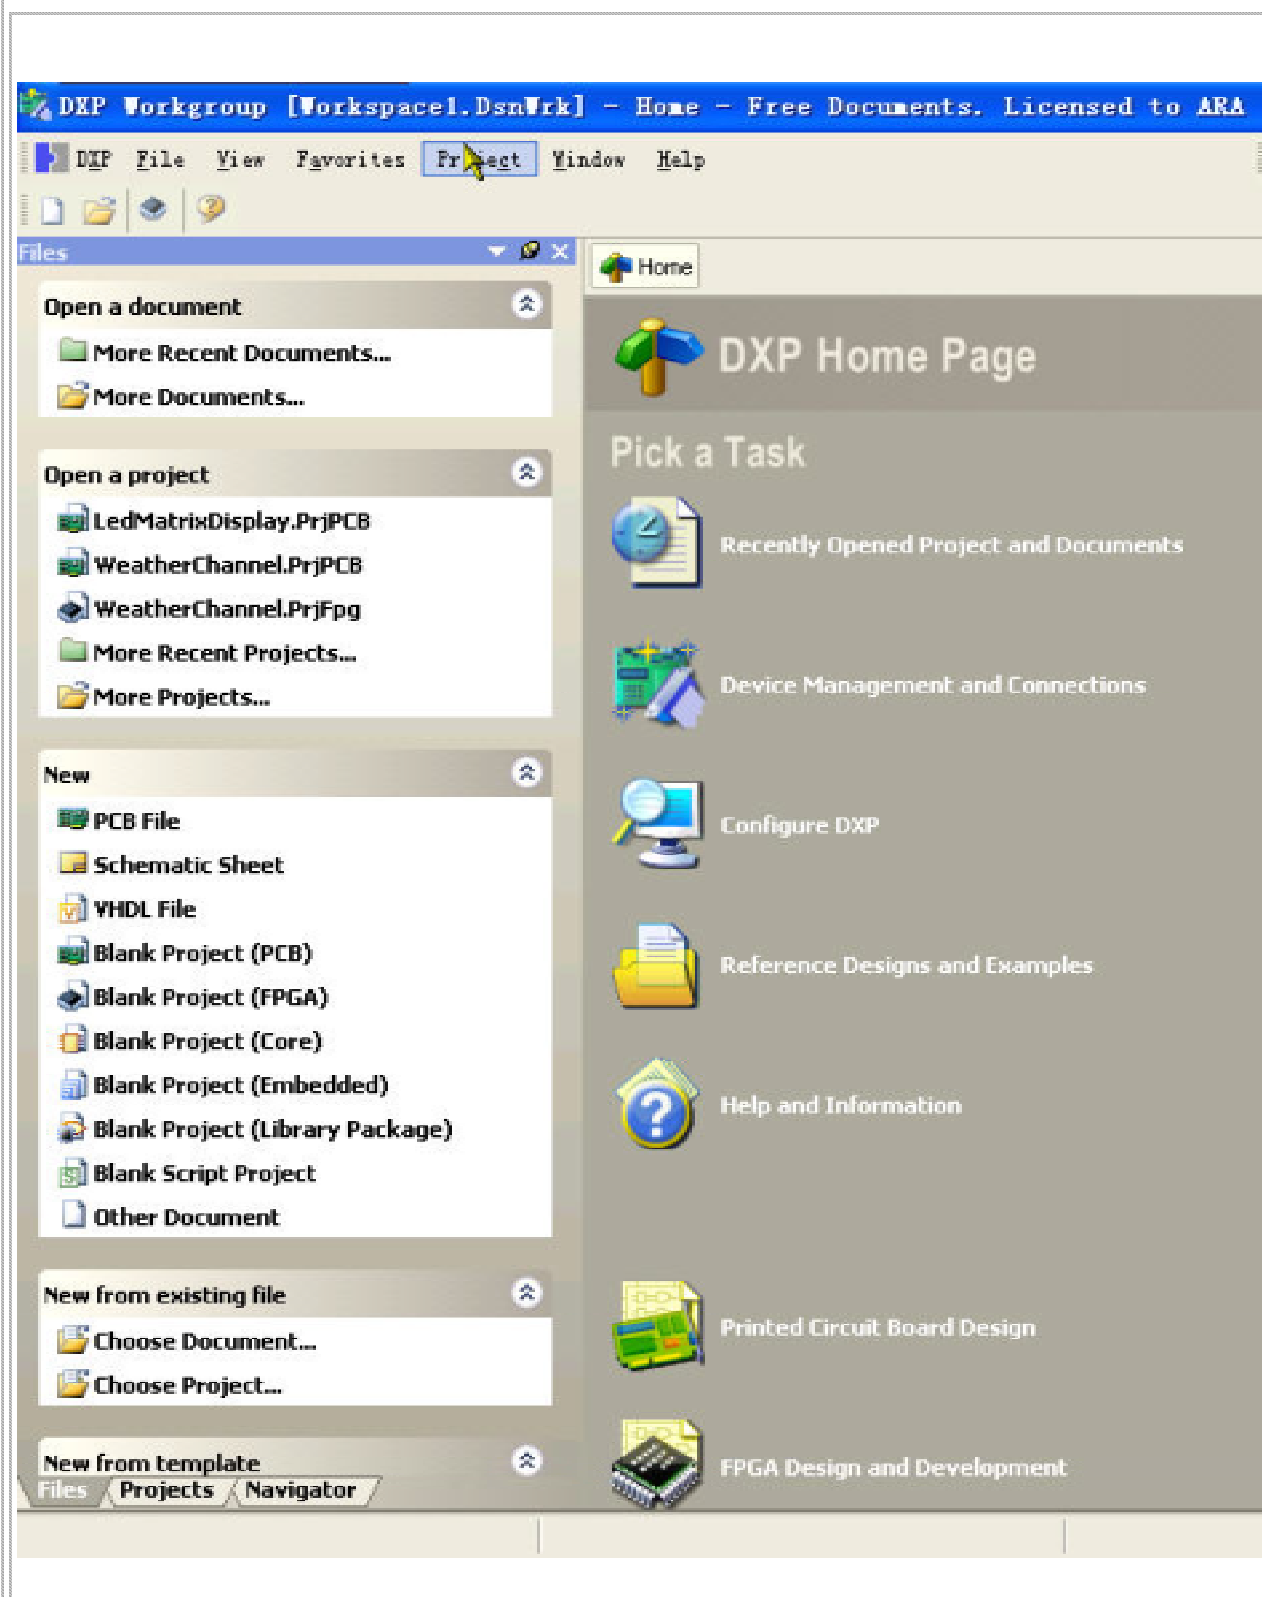 DXP Workgroup [Workspace1.DsnWrk] - Home - Free Documents. Licensed to ARA
DXP File View Favorites Project Window Help
Files
Home
Open a document
More Recent Documents...
More Documents...
Open a project
LedMatrixDisplay.PrjPCB
WeatherChannel.PrjPCB
WeatherChannel.PrjFpg
More Recent Projects...
More Projects...
New
PCB File
Schematic Sheet
VHDL File
Blank Project (PCB)
Blank Project (FPGA)
Blank Project (Core)
Blank Project (Embedded)
Blank Project (Library Package)
Blank Script Project
Other Document
New from existing file
Choose Document...
Choose Project...
New from template
Files Projects Navigator
DXP Home Page
Pick a Task
Recently Opened Project and Documents
Device Management and Connections
Configure DXP
Reference Designs and Examples
Help and Information
Printed Circuit Board Design
FPGA Design and Development